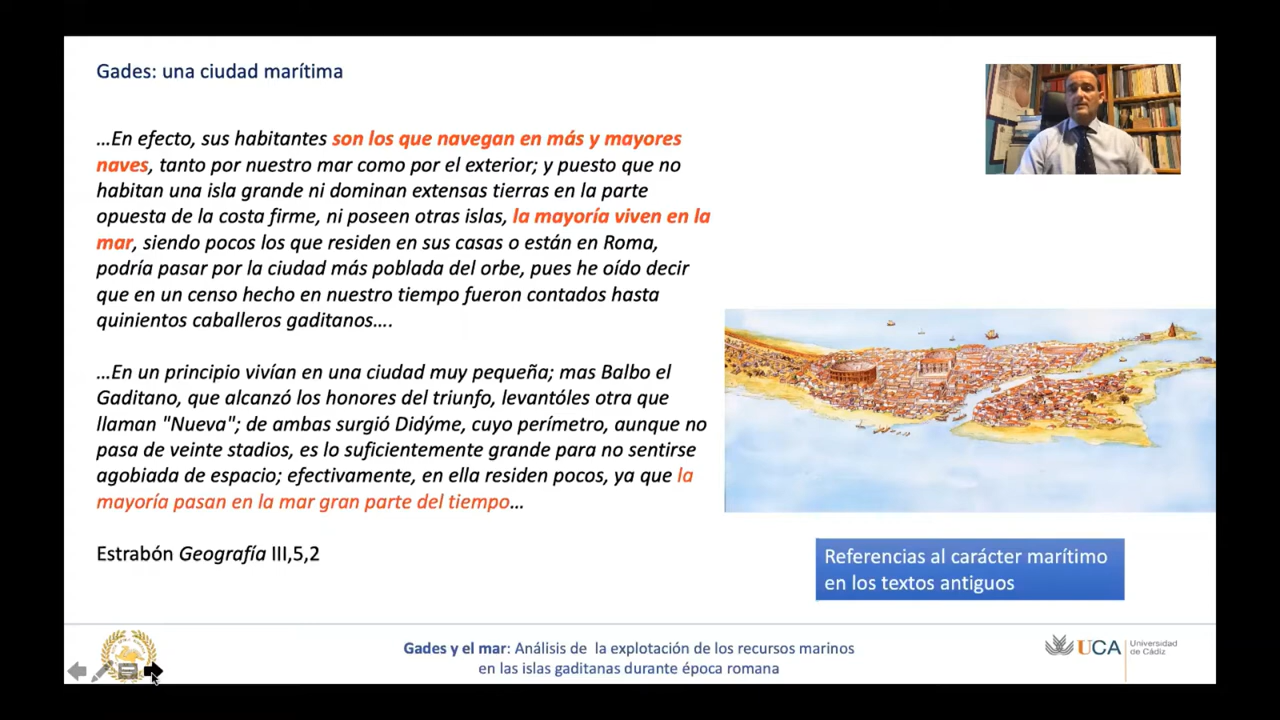 Gades: una ciudad marítima
…En efecto, sus habitantes son los que navegan en más y mayores
naves, tanto por nuestro mar como por el exterior; y puesto que no
habitan una isla grande ni dominan extensas tierras en la parte
opuesta de la costa firme, ni poseen otras islas, la mayoría viven en la
mar, siendo pocos los que residen en sus casas o están en Roma,
podría pasar por la ciudad más poblada del orbe, pues he oído decir
que en un censo hecho en nuestro tiempo fueron contados hasta
quinientos caballeros gaditanos….
…En un principio vivían en una ciudad muy pequeña; mas Balbo el
Gaditano, que alcanzó los honores del triunfo, levantóles otra que
llaman "Nueva"; de ambas surgió Didýme, cuyo perímetro, aunque no
pasa de veinte stadios, es lo suficientemente grande para no sentirse
agobiada de espacio; efectivamente, en ella residen pocos, ya que la
mayoría pasan en la mar gran parte del tiempo…
Estrabón Geografía III,5,2
Referencias al carácter marítimo
en los textos antiguos
Gades y el mar: Análisis de la explotación de los recursos marinos
en las islas gaditanas durante época romana
UCA
Universidad
de Cádiz